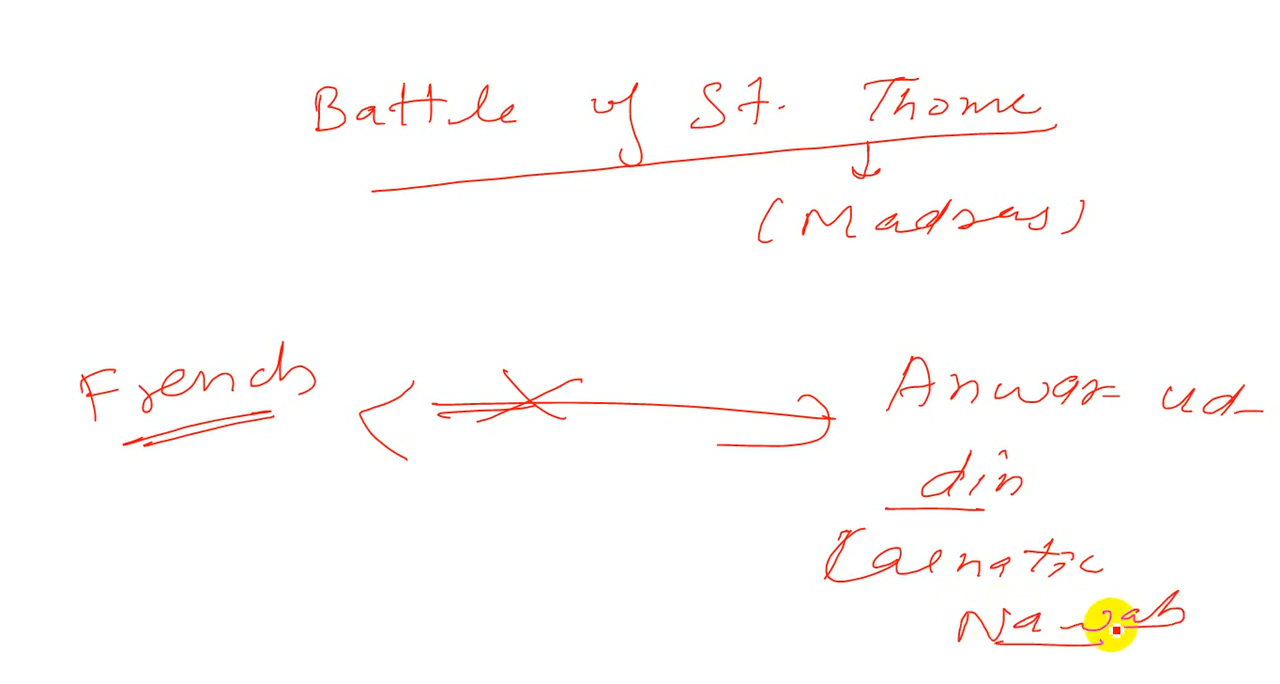 Battle of St. Thome
(Madras)
French Anwar ud-
din
Carnatic
Nawab